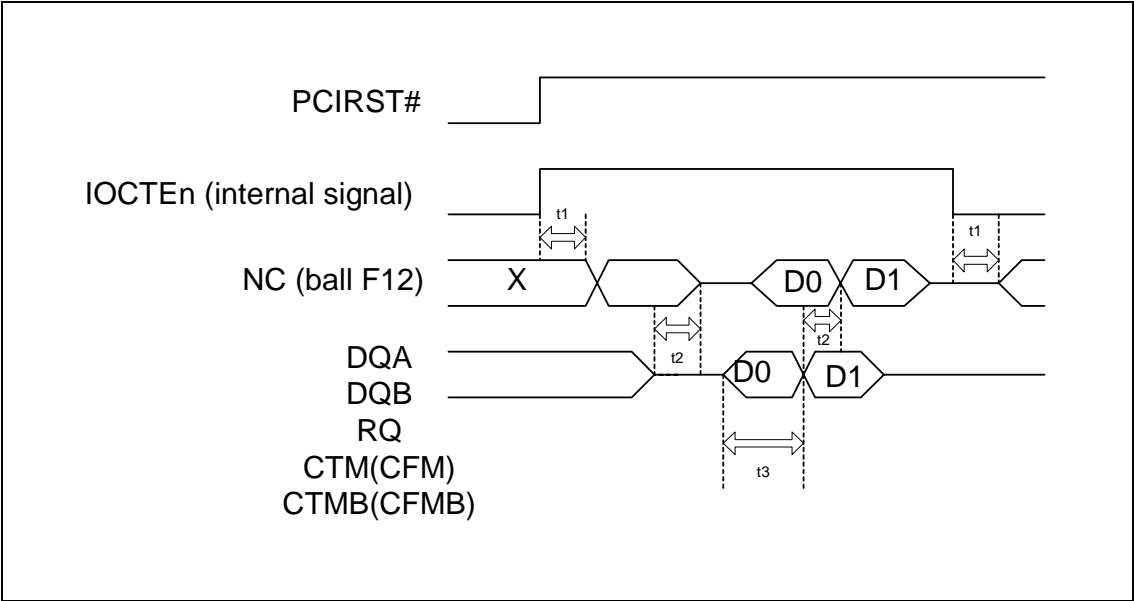 PCIRST#
IOCTEn (internal signal)
t1
t1
NC (ball F12)
X
D0
D1
t2
t2
DQA
D0
D1
DQB
RQ
CTM(CFM)
t3
CTMB(CFMB)